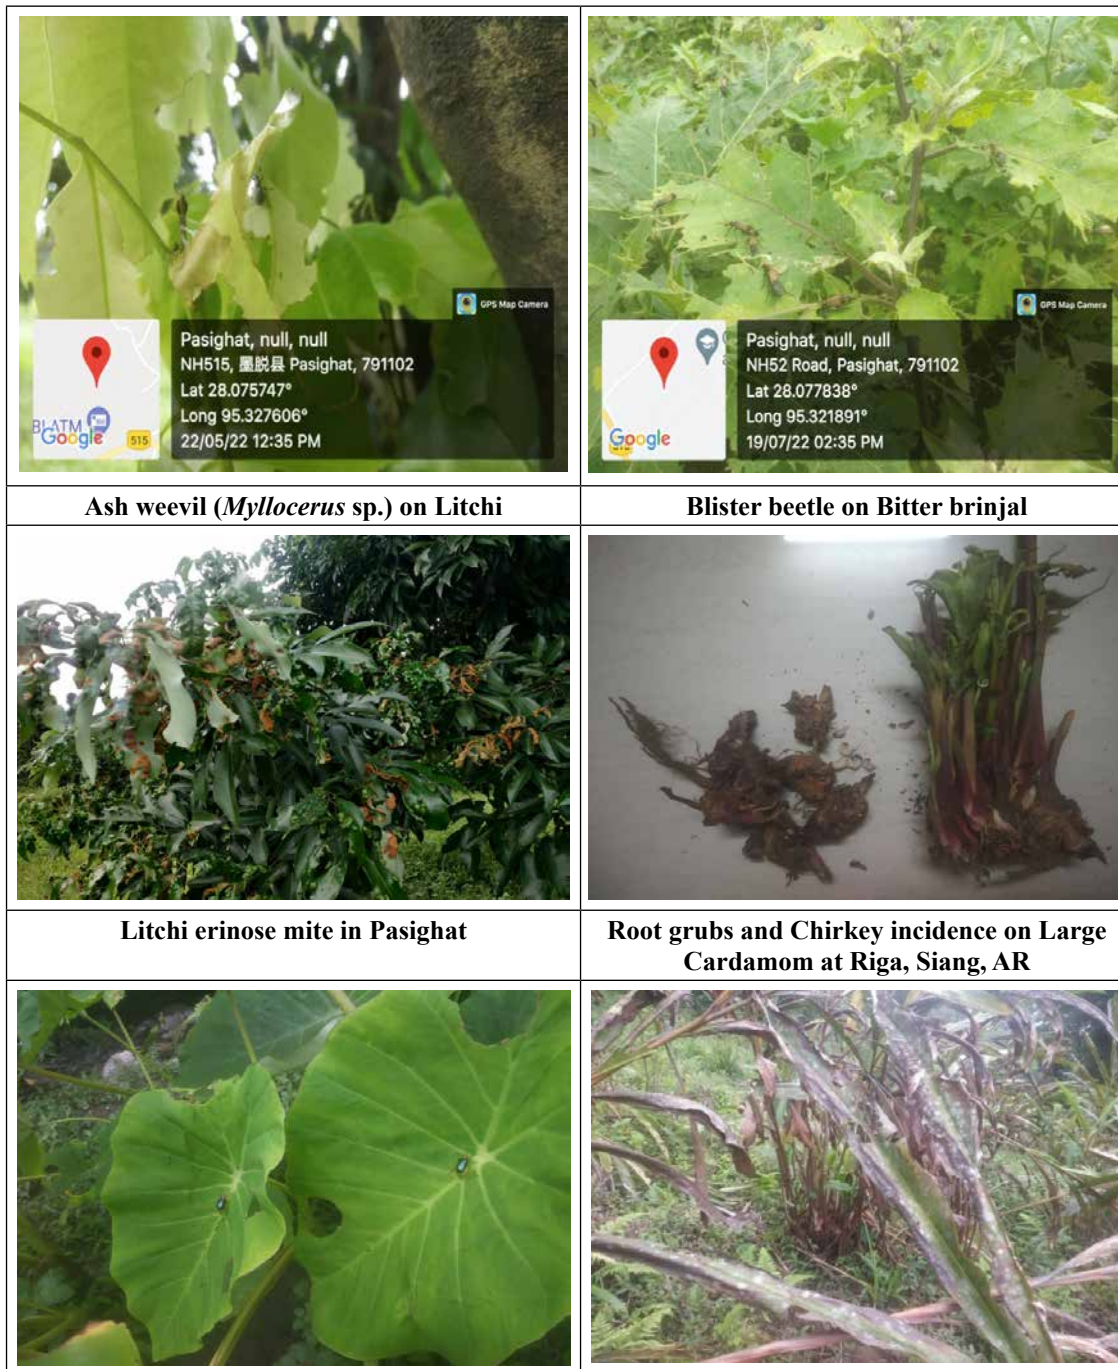 GPS Map Camera
Pasighat, null, null
NH515, 墨脱县 Pasighat, 791102
Lat 28.075747°
Long 95.327606°
22/05/22 12:35 PM
BLATM
Google
515
GPS Map Camera
Pasighat, null, null
NH52 Road, Pasighat, 791102
Lat 28.077838°
Long 95.321891°
19/07/22 02:35 PM
Google
Ash weevil (Myllocerus sp.) on Litchi
Blister beetle on Bitter brinjal
Litchi erinose mite in Pasighat
Root grubs and Chirkey incidence on Large
Cardamom at Riga, Siang, AR